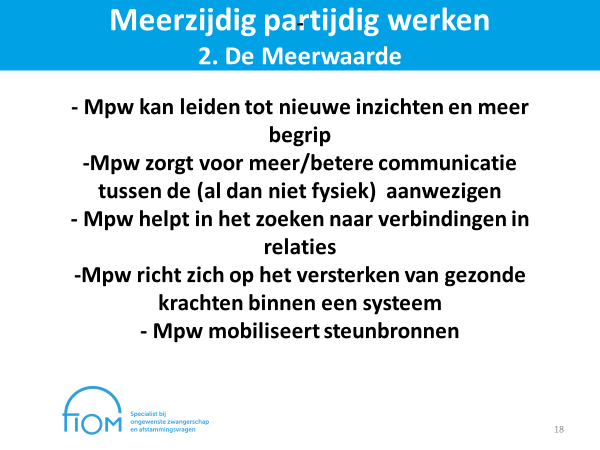 Meerzijdig partijdig werken
-
2. De Meerwaarde
- Mpw kan leiden tot nieuwe inzichten en meer
begrip
-Mpw zorgt voor meer/betere communicatie
tussen de (al dan niet fysiek) aanwezigen
- Mpw helpt in het zoeken naar verbindingen in
relaties
-Mpw richt zich op het versterken van gezonde
krachten binnen een systeem
- Mpw mobiliseert steunbronnen
FIOM
Specialist bij
ongewenste zwangerschap
en afstammingsvragen
18